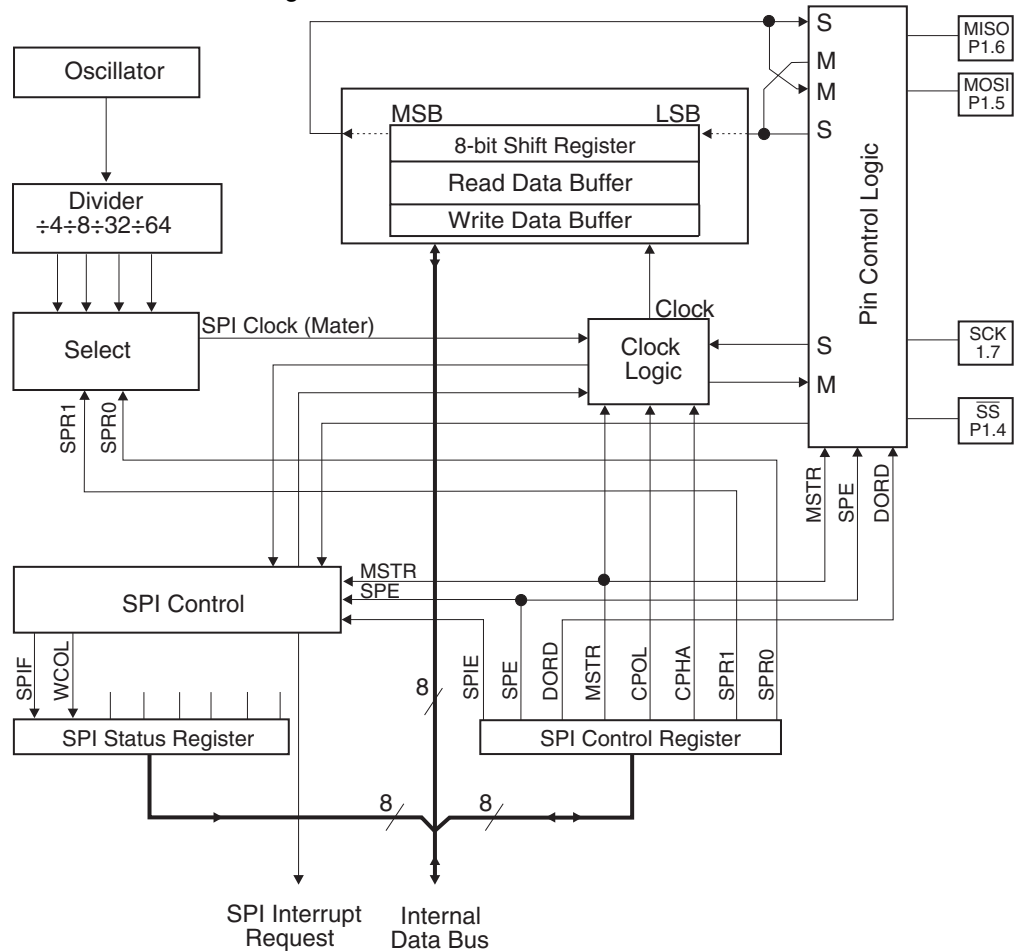 Oscillator
Divider
÷4÷8÷32÷64
Select
SPR1
SPR0
SPI Clock (Mater)
MSB
LSB
8-bit Shift Register
Read Data Buffer
Write Data Buffer
Clock
Clock
Logic
S
M
M
S
S
M
Pin Control Logic
MISO
P1.6
MOSI
P1.5
SCK
1.7
SS
P1.4
MSTR
SPE
DORD
SPI Control
MSTR
SPE
SPIF
WCOL
SPI Status Register
SPIE
SPE
DORD
MSTR
CPOL
CPHA
SPR1
SPR0
SPI Control Register
8
8
8
SPI Interrupt
Request
Internal
Data Bus